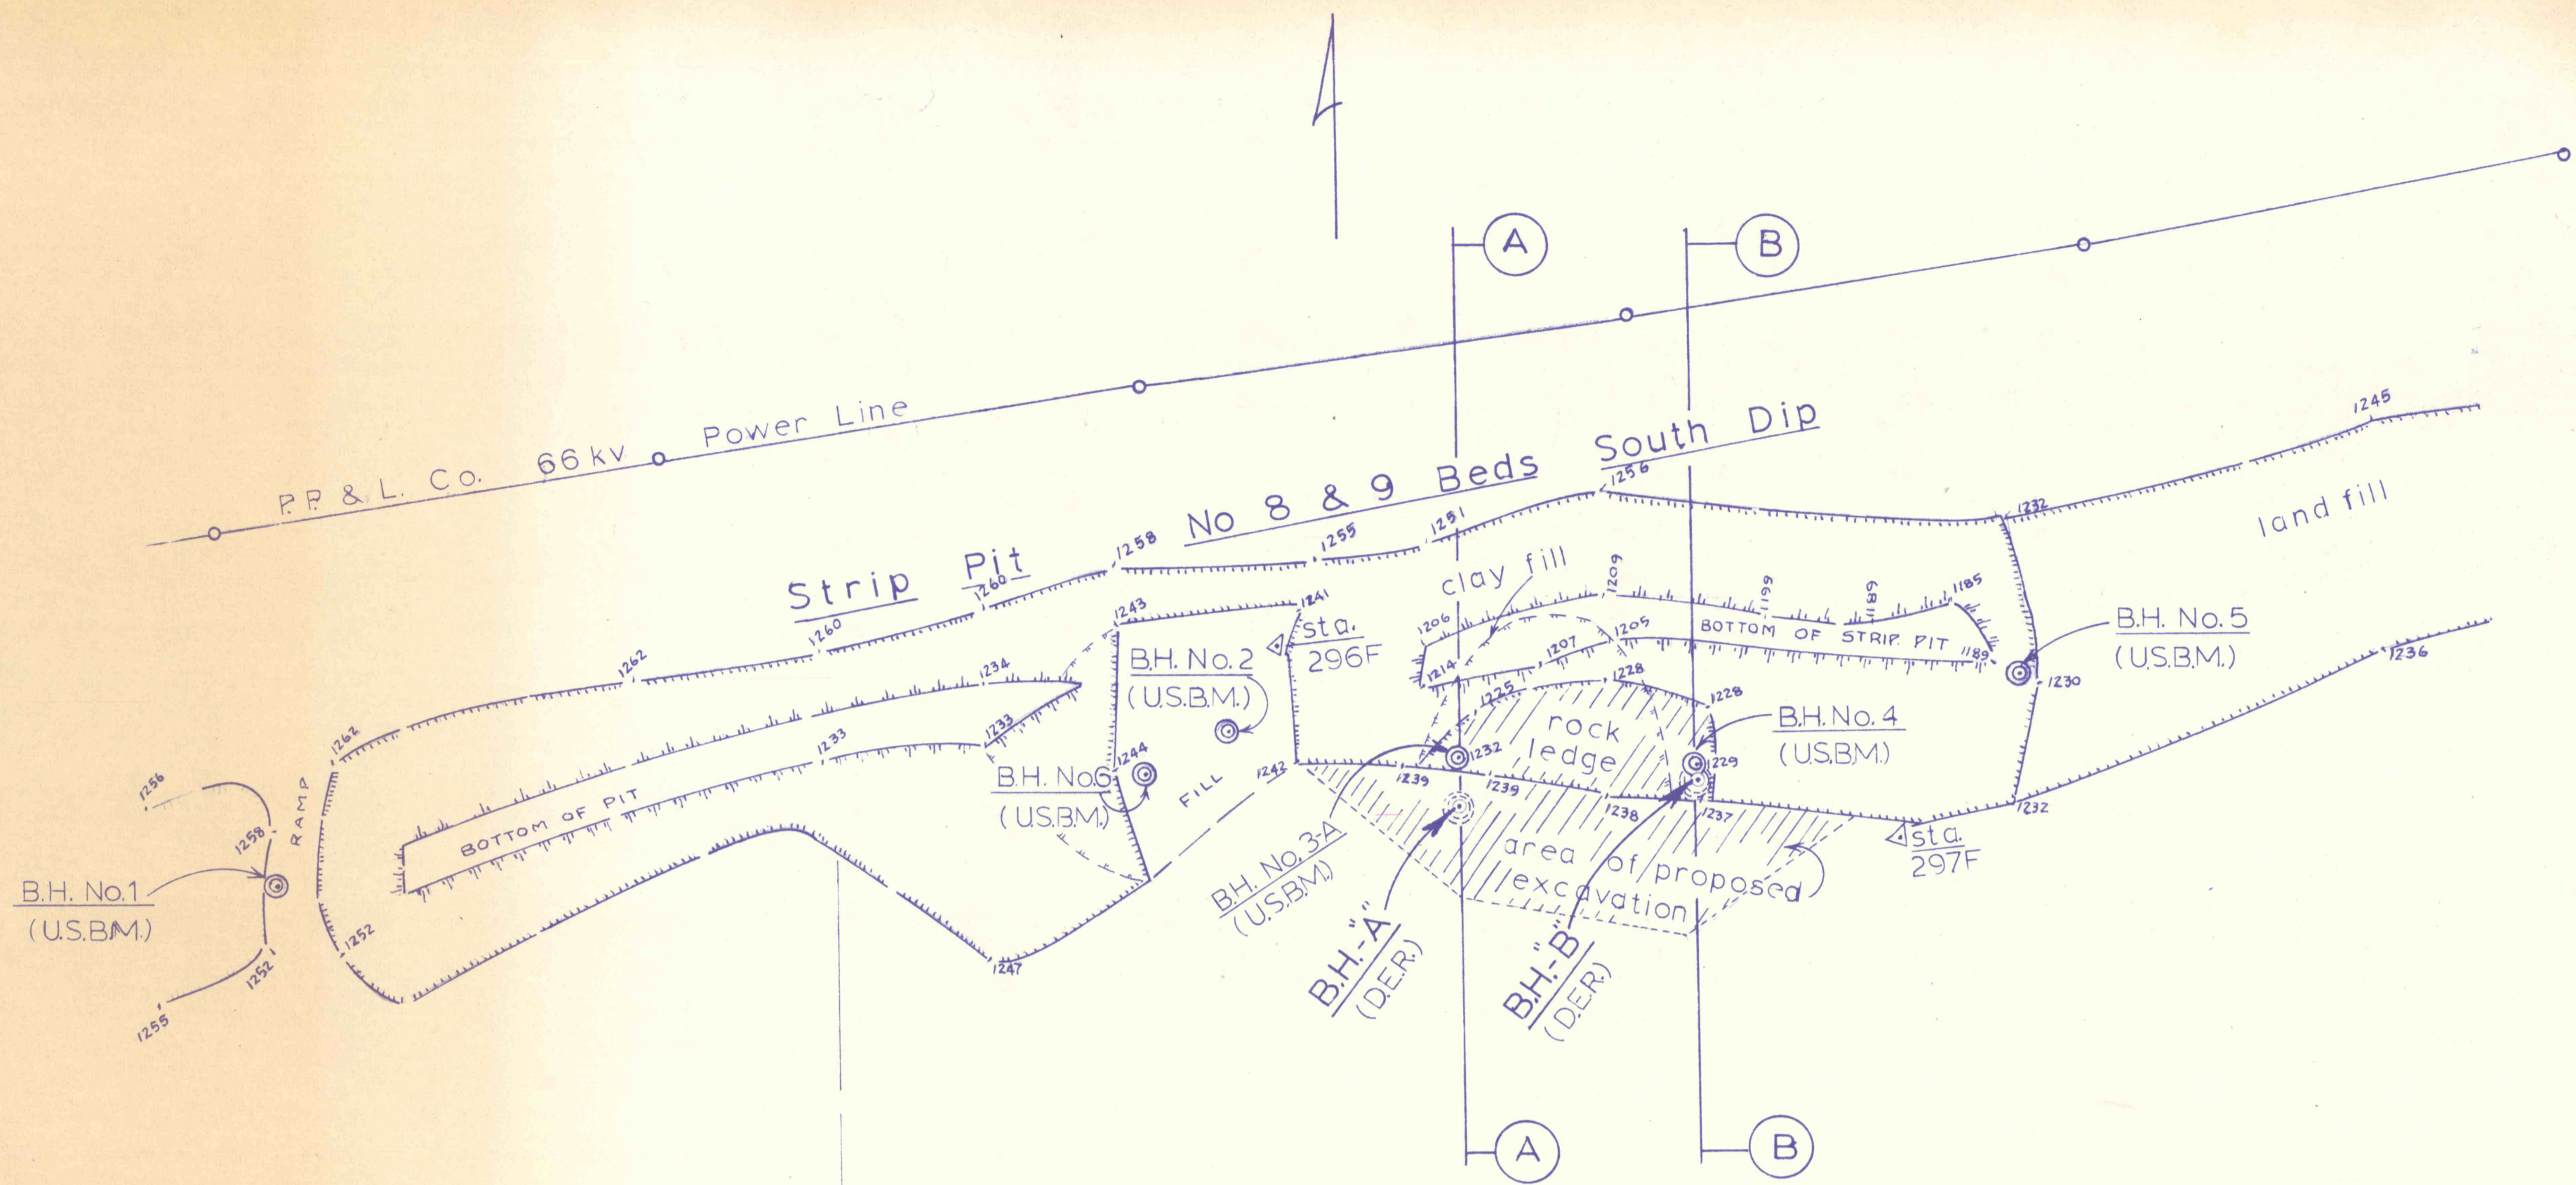 A
B
P.P. & L. Co. 66 kv Power Line
Strip Pit No 8 & 9 Beds South Dip
1245
1256
1251
1255
1258
1260
1260
1262
1262
1232
land fill
clay fill
1209
1199
1189
1185
1206
1205
1207
1214
BOTTOM OF STRIP PIT
1189
1243
1241
sta.
296F
B.H. No. 2
(U.S.B.M.)
B.H. No. 5
(U.S.B.M.)
1236
1230
1234
1233
1233
1225
1228
1228
rock
ledge
B.H. No. 4
(U.S.B.M.)
1229
1232
1244
B.H. No. 6
(U.S.B.M.)
FILL
1242
1239
1239
1238
1237
1232
sta.
297F
BOTTOM OF PIT
RAMP
1256
1258
B.H. No. 1
(U.S.B.M.)
1252
1252
1255
1247
B.H. No. 3-A
(U.S.B.M.)
area of proposed
excavation
B.H.-"A"
(D.E.R.)
B.H.-"B"
(D.E.R.)
A
B